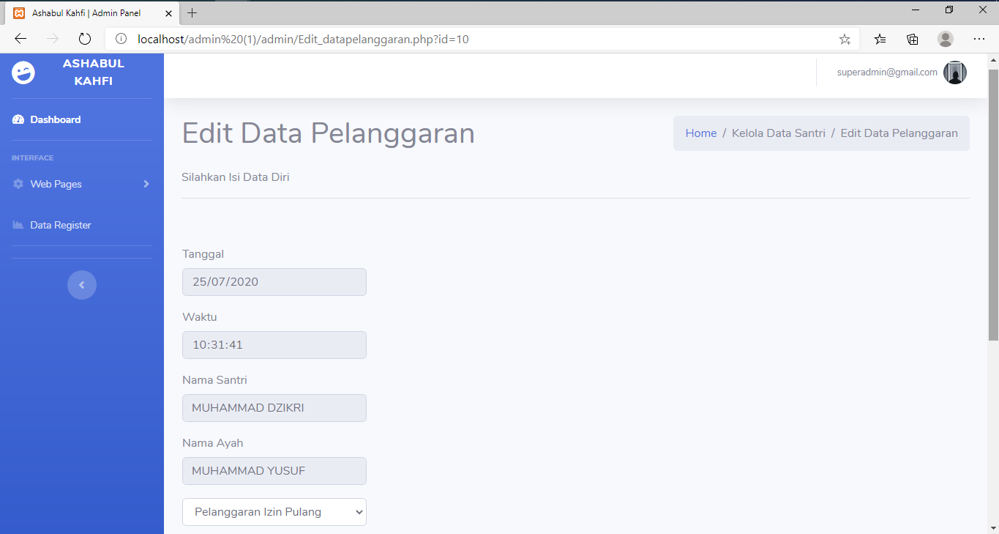 Ashabul Kahfi | Admin Panel
localhost/admin%20(1)/admin/Edit_datapelanggaran.php?id=10
ASHABUL
KAHFI
superadmin@gmail.com
Dashboard
INTERFACE
Web Pages
Data Register
Edit Data Pelanggaran
Home / Kelola Data Santri / Edit Data Pelanggaran
Silahkan Isi Data Diri
Tanggal
25/07/2020
Waktu
10:31:41
Nama Santri
MUHAMMAD DZIKRI
Nama Ayah
MUHAMMAD YUSUF
Pelanggaran Izin Pulang